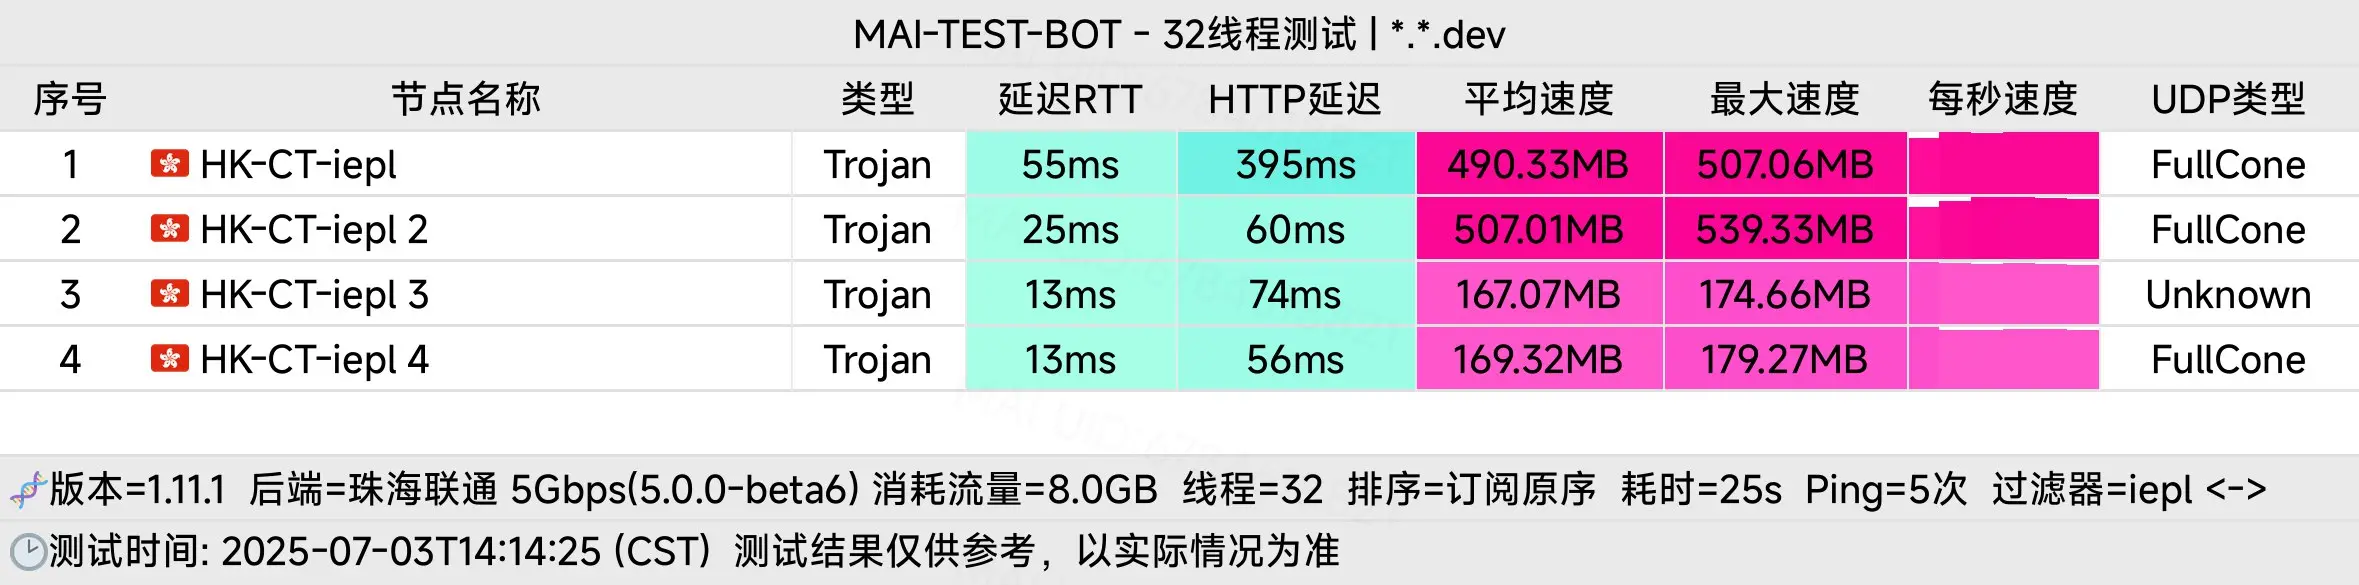 MAI-TEST-BOT - 32线程测试 | *.*.dev
序号 节点名称 类型 延迟RTT HTTP延迟 平均速度 最大速度 每秒速度 UDP类型
1 🇭🇰 HK-CT-iepl Trojan 55ms 395ms 490.33MB 507.06MB FullCone
2 🇭🇰 HK-CT-iepl 2 Trojan 25ms 60ms 507.01MB 539.33MB FullCone
3 🇭🇰 HK-CT-iepl 3 Trojan 13ms 74ms 167.07MB 174.66MB Unknown
4 🇭🇰 HK-CT-iepl 4 Trojan 13ms 56ms 169.32MB 179.27MB FullCone
🧬版本=1.11.1 后端=珠海联通 5Gbps(5.0.0-beta6) 消耗流量=8.0GB 线程=32 排序=订阅原序 耗时=25s Ping=5次 过滤器=iepl <->
🕑测试时间: 2025-07-03T14:14:25 (CST) 测试结果仅供参考，以实际情况为准